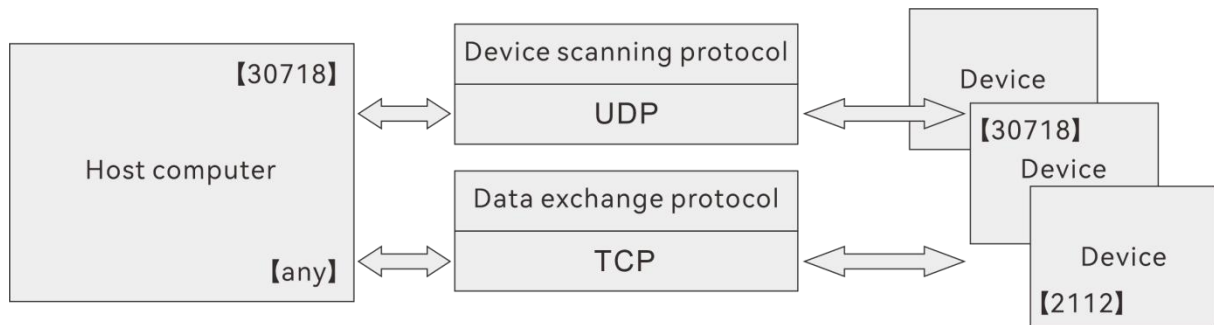 【30718】
Host computer
【any】
Device scanning protocol
UDP
Data exchange protocol
TCP
Device
【30718】
Device
Device
【2112】